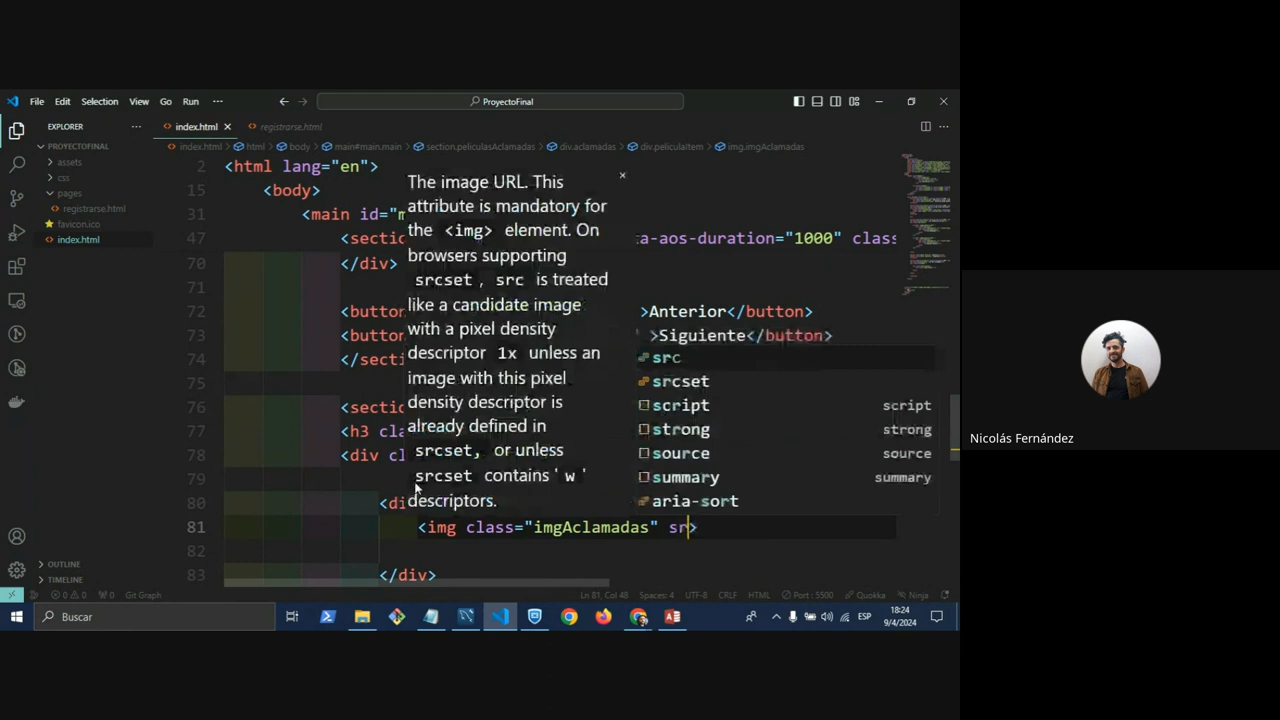 File Edit Selection View Go Run ··· ProyectoFinal
EXPLORER ··· index.html registrarse.html
PROYECTOFINAL
assets
css
pages
registrarse.html
favicon.ico
index.html
OUTLINE
TIMELINE
index.html > html > body > main#main.main > section.peliculasAclamadas > div.aclamadas > div.peliculaItem > img.imgAclamadas
2 <html lang="en">
15 <body>
31 <main id="m
47 <sectic a-aos-duration="1000" class
70 </div>
71
72 <button >Anterior</button>
73 <button >Siguiente</button>
74 </secti
75
76 <sectic
77 <h3 cla
78 <div cl
79
80 <di
81 <img class="imgAclamadas" sr>
82
83 </div>
The image URL. This
attribute is mandatory for
the <img> element. On
browsers supporting
srcset, src is treated
like a candidate image
with a pixel density
descriptor 1x unless an
image with this pixel
density descriptor is
already defined in
srcset, or unless
srcset contains 'w'
descriptors.
src
srcset
script script
strong strong
source source
summary summary
aria-sort
0 0 0 Git Graph Ln 81, Col 48 Spaces: 4 UTF-8 CRLF HTML Port : 5500 Quokka Ninja
Buscar ESP 18:24
9/4/2024
Nicolás Fernández